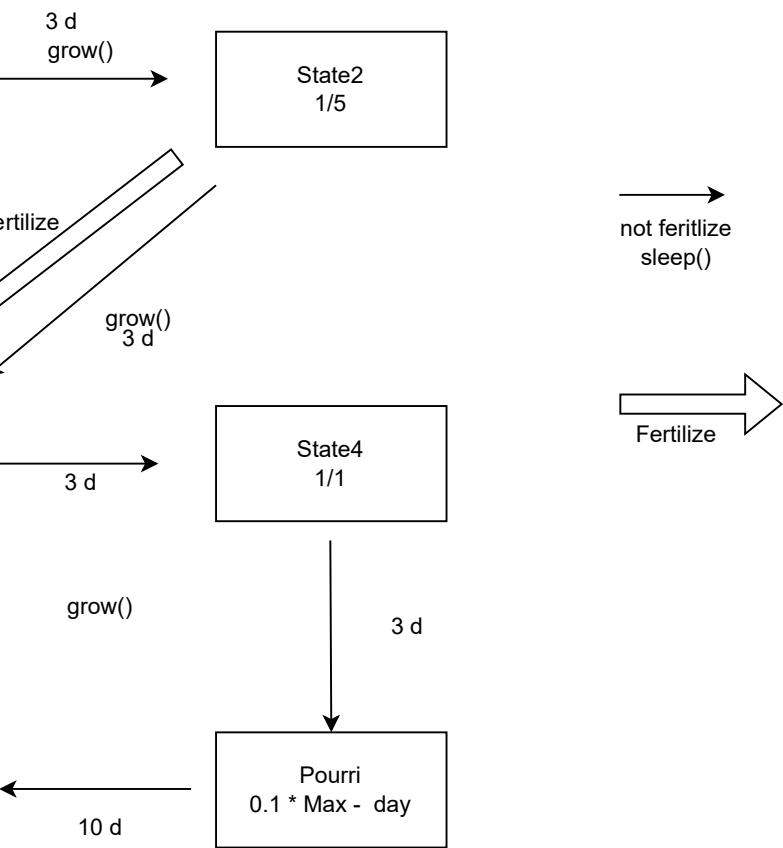 3 d
grow()
State2
1/5
ertilize
not feritlize
sleep()
grow()
3 d
Fertilize
State4
1/1
3 d
grow()
3 d
Pourri
0.1 * Max -  day
10 d